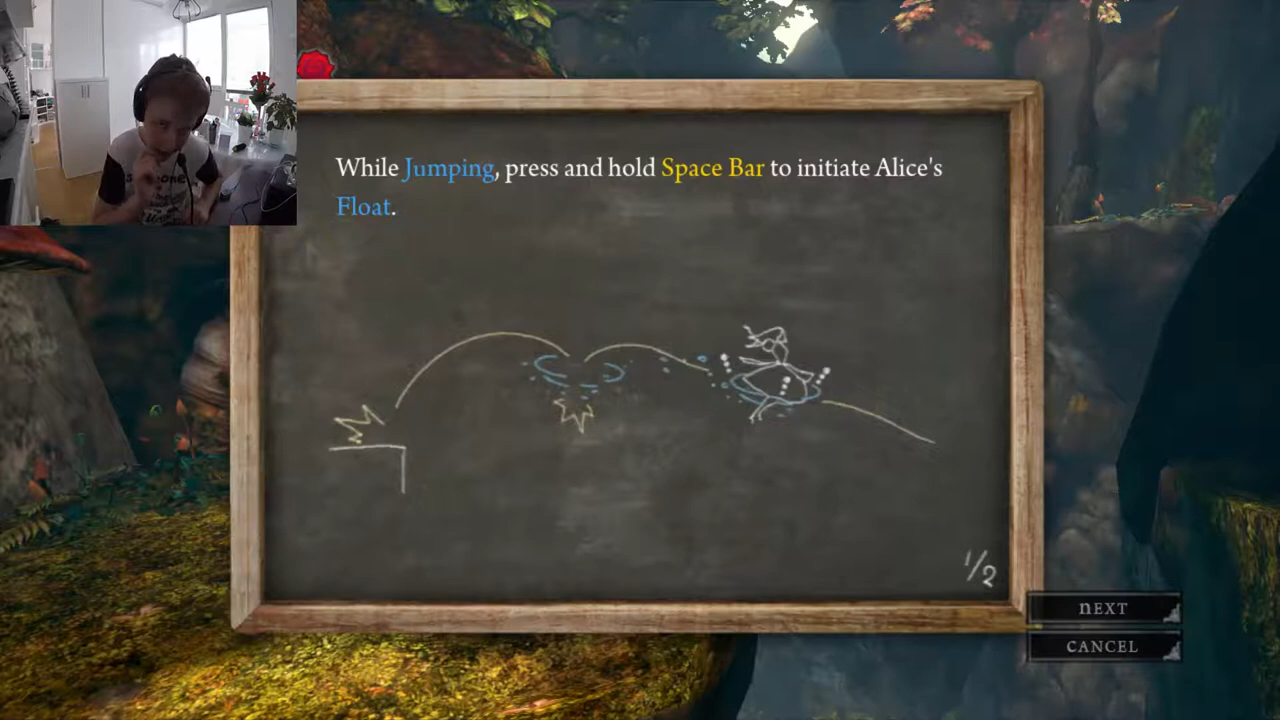 While Jumping, press and hold Space Bar to initiate Alice's
Float.
1/2
NEXT
CANCEL